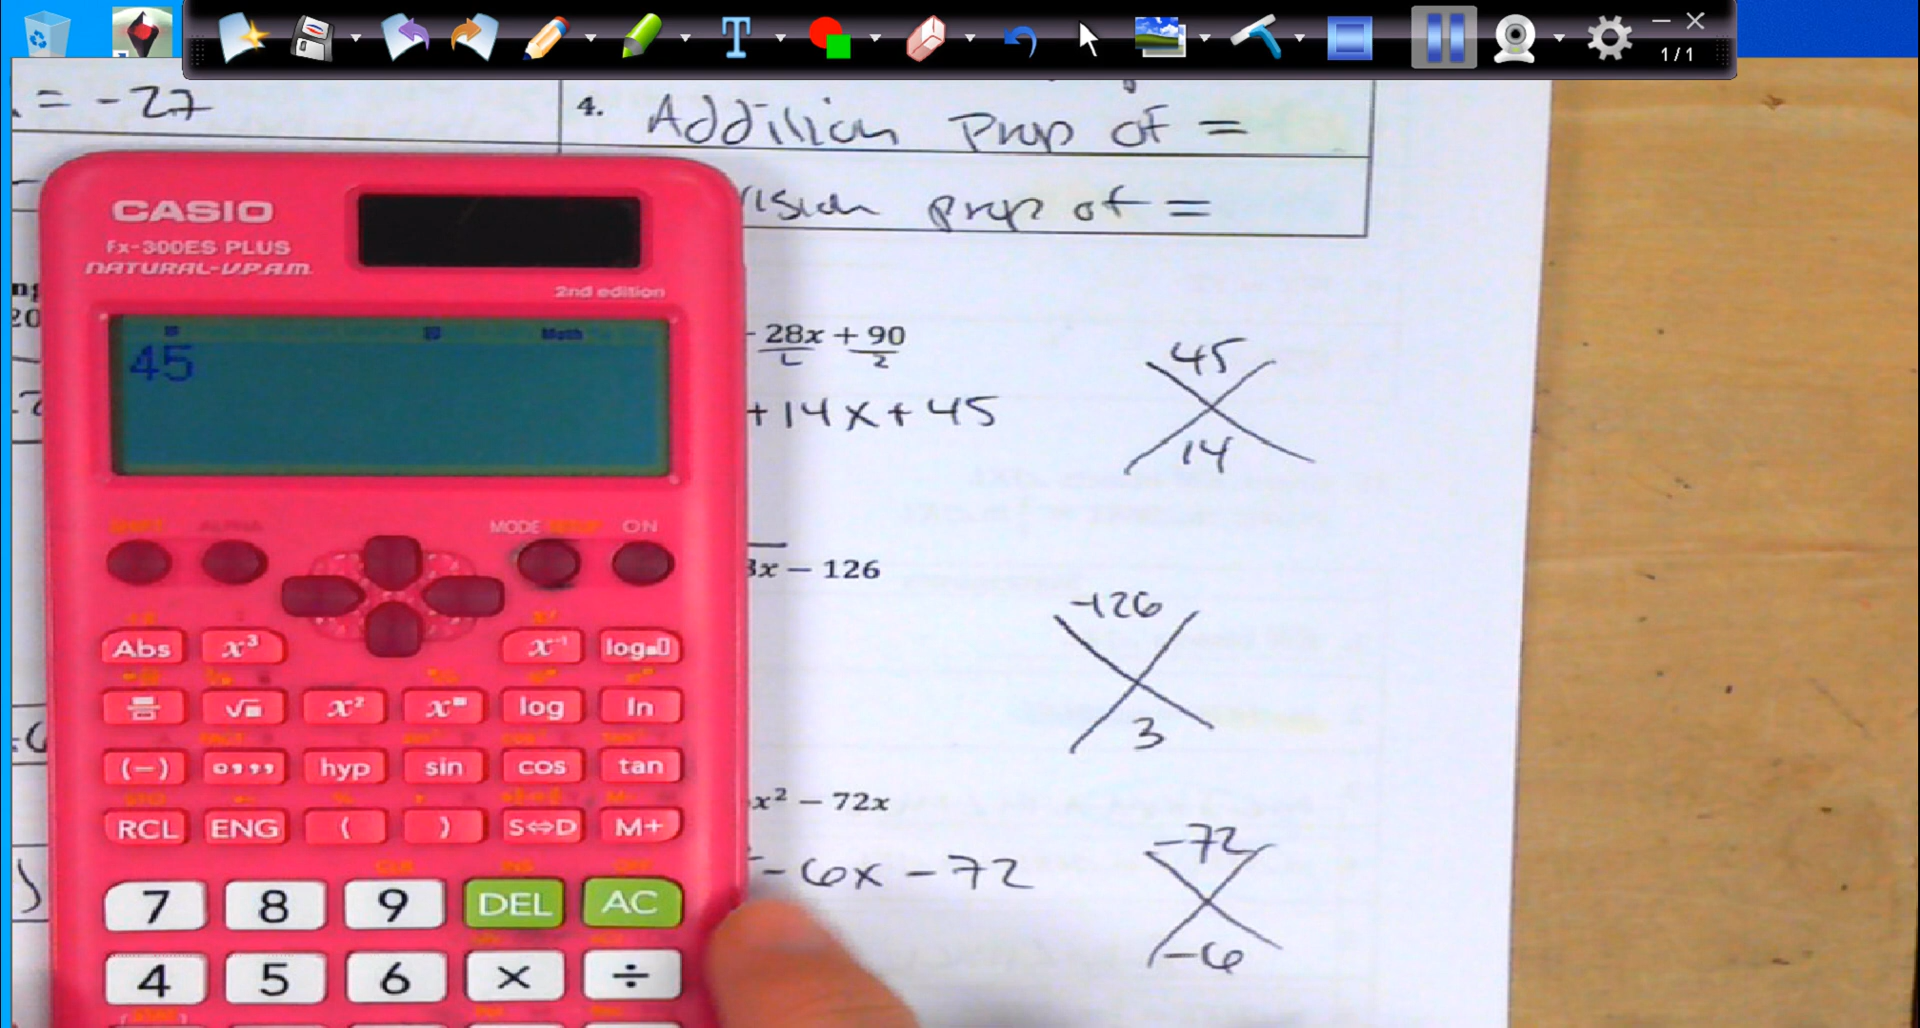 1/1
= -27
4. Addition Prop of =
CASIO
prop of =
fx-300ES PLUS
NATURAL-V.P.A.M.
2nd edition
Math
45
28x + 90
2
+14x+45
45
14
SHIFT ALPHA MODE SETUP ON
3x − 126
-126
3
Abs x³ x⁻¹ log
√ x² x log ln
(−) hyp sin cos tan
x² − 72x
RCL ENG ( ) S⇔D M+
-6x -72
-72
-6
7 8 9 DEL AC
4 5 6 × ÷